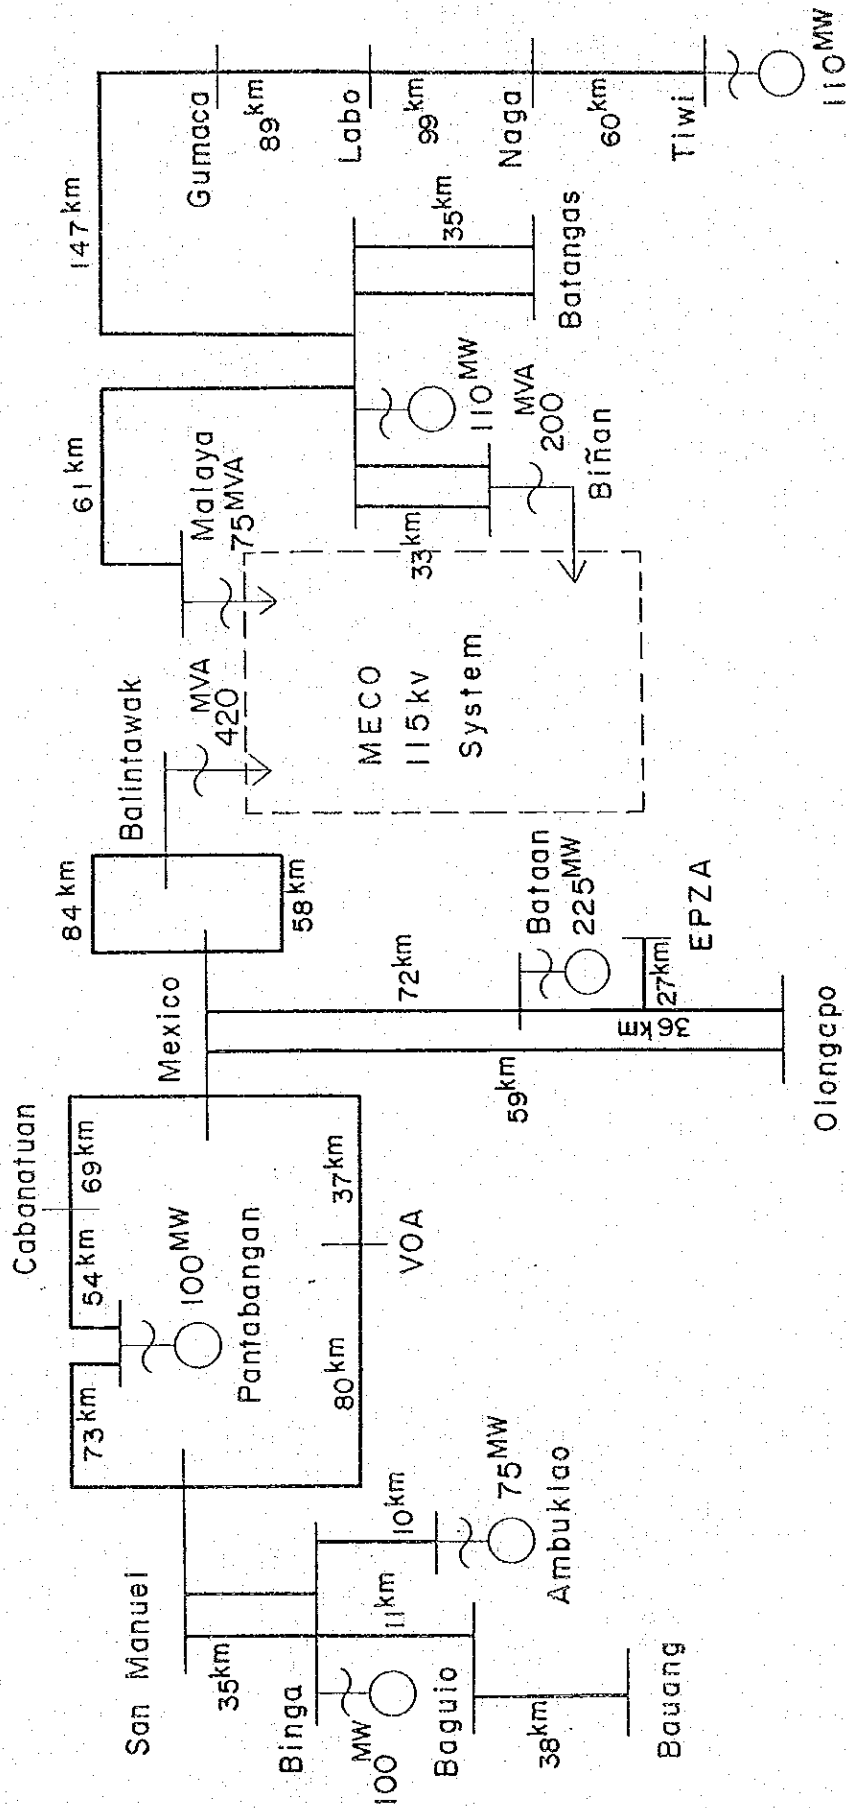 San Manuel
35km
Binga
100 MW
Baguio
38km
Bauang
11km
10km
75MW
Ambuklao
73km
54km
Cabanatuan
69km
100MW
Pantabangan
80km
VOA
37km
Mexico
59km
72km
36km
Olongapo
Bataan
225MW
27km
EPZA
84km
58km
Balintawak
MVA
420
MECO
115kv
System
61km
Malaya
75MVA
33km
110MW
MVA
200
Biñan
147km
35km
Batangas
Gumaca
89km
Labo
99km
Naga
60km
Tiwi
110MW